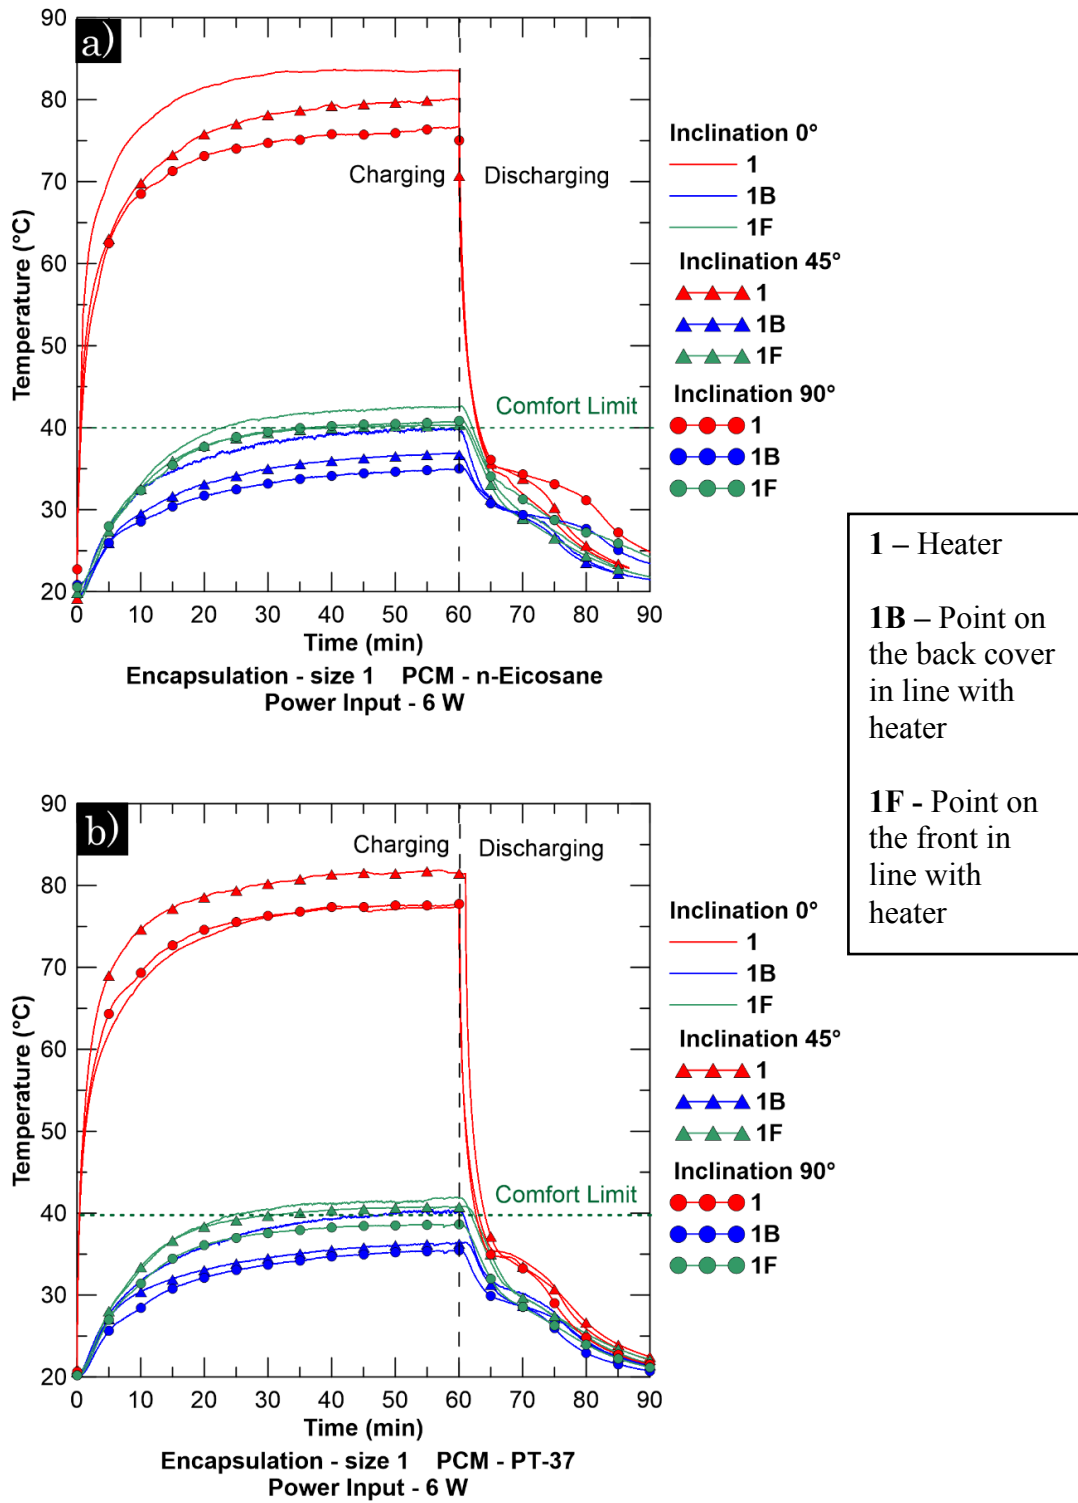 a)
90
80
70
60
50
40
30
20
Temperature (°C)
Charging
Discharging
Comfort Limit
0 10 20 30 40 50 60 70 80 90
Time (min)
Encapsulation - size 1 PCM - n-Eicosane
Power Input - 6 W
Inclination 0°
1
1B
1F
Inclination 45°
1
1B
1F
Inclination 90°
1
1B
1F
1 – Heater
1B – Point on
the back cover
in line with
heater
1F - Point on
the front in
line with
heater
b)
90
80
70
60
50
40
30
20
Temperature (°C)
Charging
Discharging
Comfort Limit
0 10 20 30 40 50 60 70 80 90
Time (min)
Encapsulation - size 1 PCM - PT-37
Power Input - 6 W
Inclination 0°
1
1B
1F
Inclination 45°
1
1B
1F
Inclination 90°
1
1B
1F